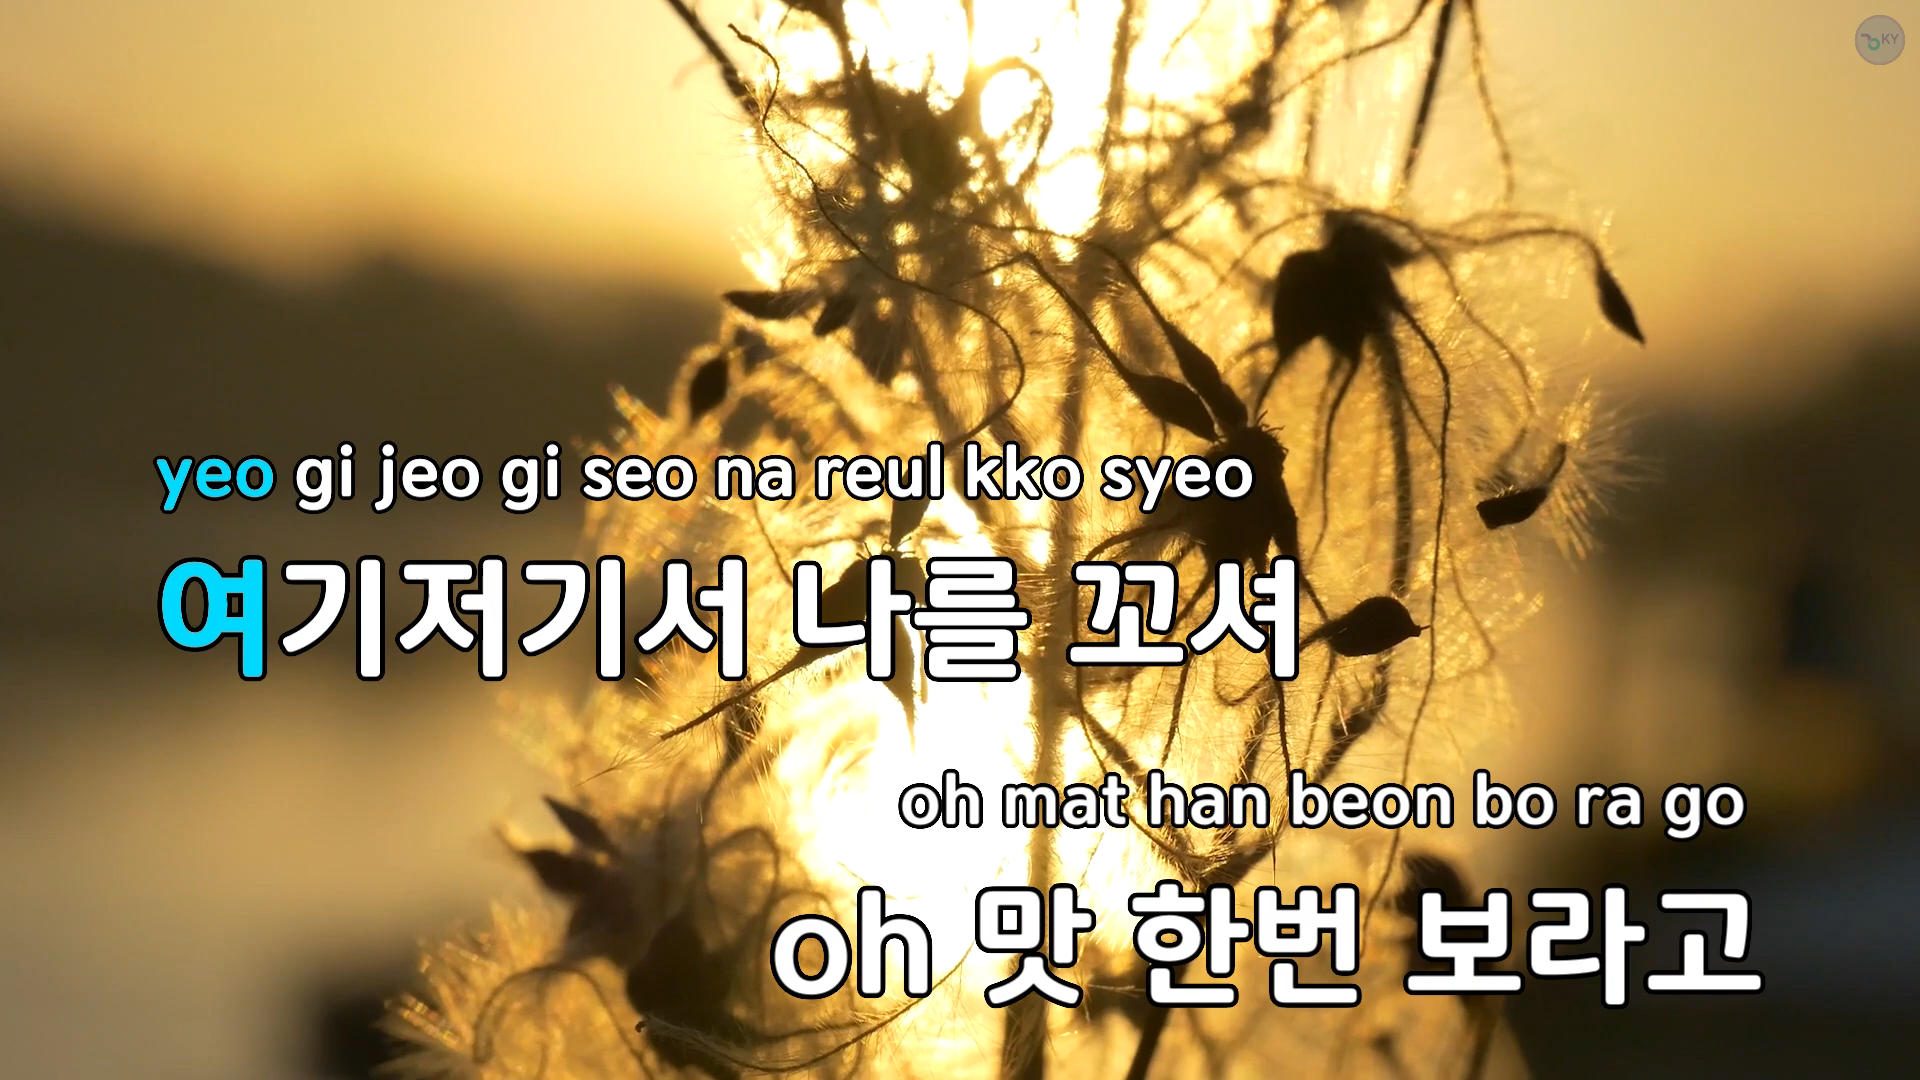 KY
yeo gi jeo gi seo na reul kko syeo
여기저기서 나를 꼬셔
oh mat han beon bo ra go
oh 맛 한번 보라고